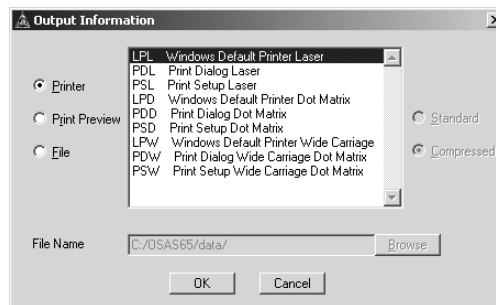 Output Information
LPL Windows Default Printer Laser
PDL Print Dialog Laser
PSL Print Setup Laser
LPD Windows Default Printer Dot Matrix
PDD Print Dialog Dot Matrix
PSD Print Setup Dot Matrix
LPW Windows Default Printer Wide Carriage
PDW Print Dialog Wide Carriage Dot Matrix
PSW Print Setup Wide Carriage Dot Matrix
Printer
Print Preview
File
Standard
Compressed
File Name C:/OSAS65/data/ Browse
OK Cancel